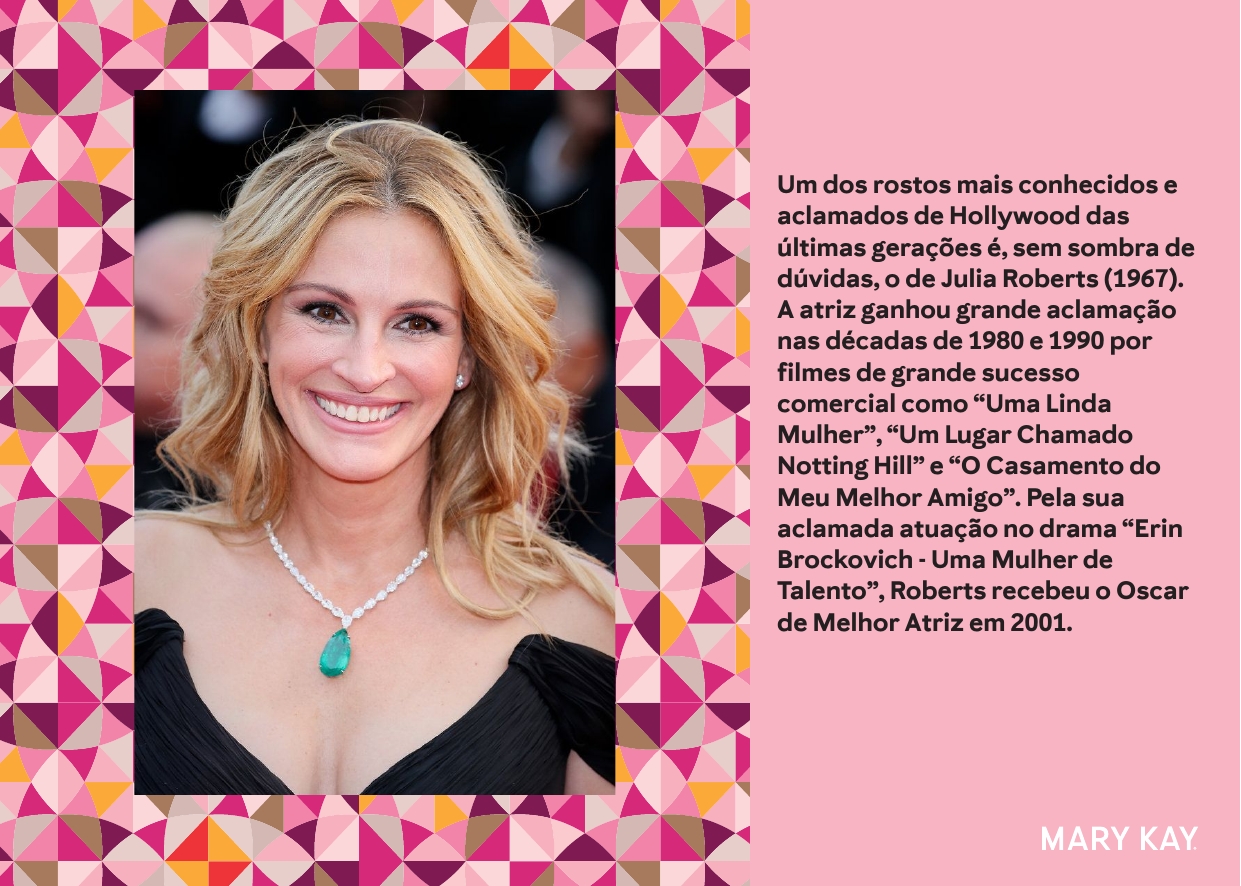 Um dos rostos mais conhecidos e
aclamados de Hollywood das
últimas gerações é, sem sombra de
dúvidas, o de Julia Roberts (1967).
A atriz ganhou grande aclamação
nas décadas de 1980 e 1990 por
filmes de grande sucesso
comercial como “Uma Linda
Mulher”, “Um Lugar Chamado
Notting Hill” e “O Casamento do
Meu Melhor Amigo”. Pela sua
aclamada atuação no drama “Erin
Brockovich - Uma Mulher de
Talento”, Roberts recebeu o Oscar
de Melhor Atriz em 2001.
MARY KAY.